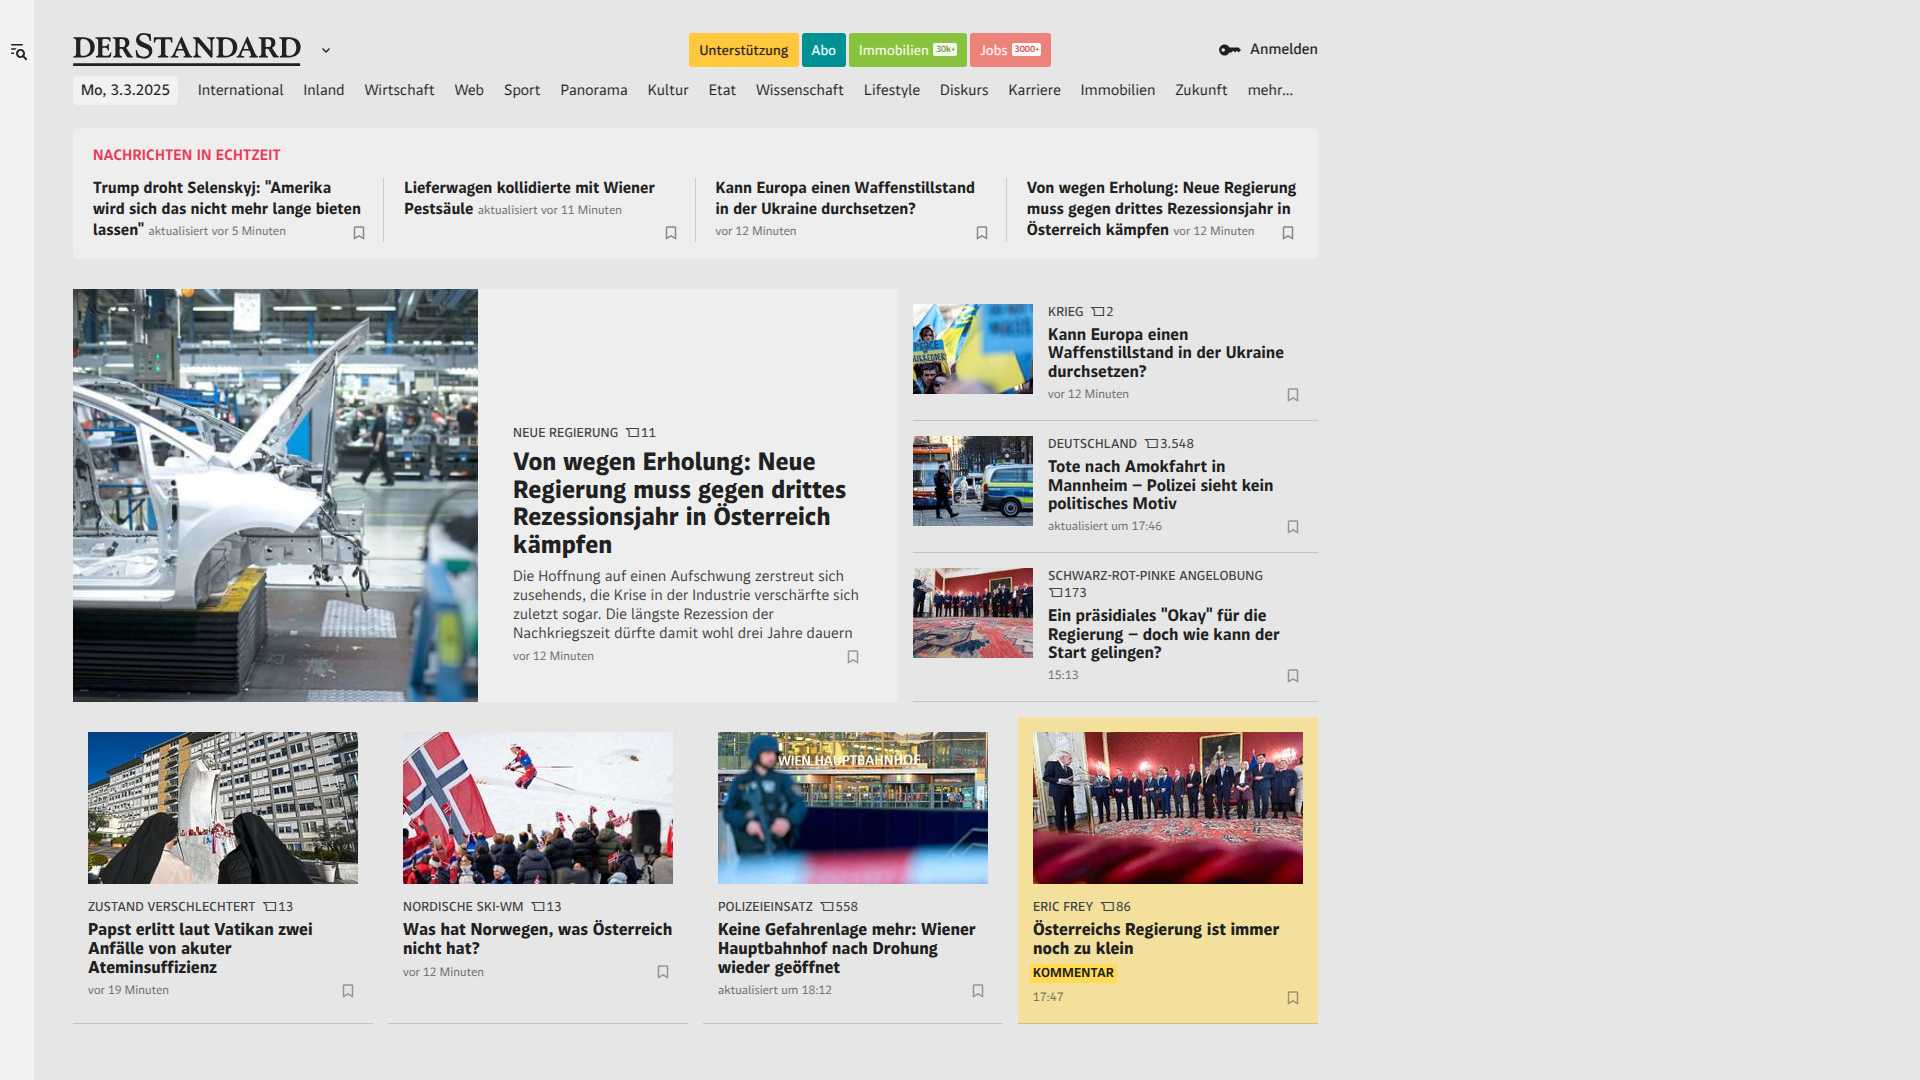 DERSTANDARD
Unterstützung
Abo
Immobilien 30k+
Jobs 3000+
Anmelden
Mo, 3.3.2025
International
Inland
Wirtschaft
Web
Sport
Panorama
Kultur
Etat
Wissenschaft
Lifestyle
Diskurs
Karriere
Immobilien
Zukunft
mehr...
NACHRICHTEN IN ECHTZEIT
Trump droht Selenskyj: "Amerika
wird sich das nicht mehr lange bieten
lassen" aktualisiert vor 5 Minuten
Lieferwagen kollidierte mit Wiener
Pestsäule aktualisiert vor 11 Minuten
Kann Europa einen Waffenstillstand
in der Ukraine durchsetzen?
vor 12 Minuten
Von wegen Erholung: Neue Regierung
muss gegen drittes Rezessionsjahr in
Österreich kämpfen vor 12 Minuten
NEUE REGIERUNG 11
Von wegen Erholung: Neue
Regierung muss gegen drittes
Rezessionsjahr in Österreich
kämpfen
Die Hoffnung auf einen Aufschwung zerstreut sich
zusehends, die Krise in der Industrie verschärfte sich
zuletzt sogar. Die längste Rezession der
Nachkriegszeit dürfte damit wohl drei Jahre dauern
vor 12 Minuten
KRIEG 2
Kann Europa einen
Waffenstillstand in der Ukraine
durchsetzen?
vor 12 Minuten
DEUTSCHLAND 3.548
Tote nach Amokfahrt in
Mannheim – Polizei sieht kein
politisches Motiv
aktualisiert um 17:46
SCHWARZ-ROT-PINKE ANGELOBUNG
173
Ein präsidiales "Okay" für die
Regierung – doch wie kann der
Start gelingen?
15:13
ZUSTAND VERSCHLECHTERT 13
Papst erlitt laut Vatikan zwei
Anfälle von akuter
Ateminsuffizienz
vor 19 Minuten
NORDISCHE SKI-WM 13
Was hat Norwegen, was Österreich
nicht hat?
vor 12 Minuten
WIEN HAUPTBAHNHOF
POLIZEIEINSATZ 558
Keine Gefahrenlage mehr: Wiener
Hauptbahnhof nach Drohung
wieder geöffnet
aktualisiert um 18:12
ERIC FREY 86
Österreichs Regierung ist immer
noch zu klein
KOMMENTAR
17:47